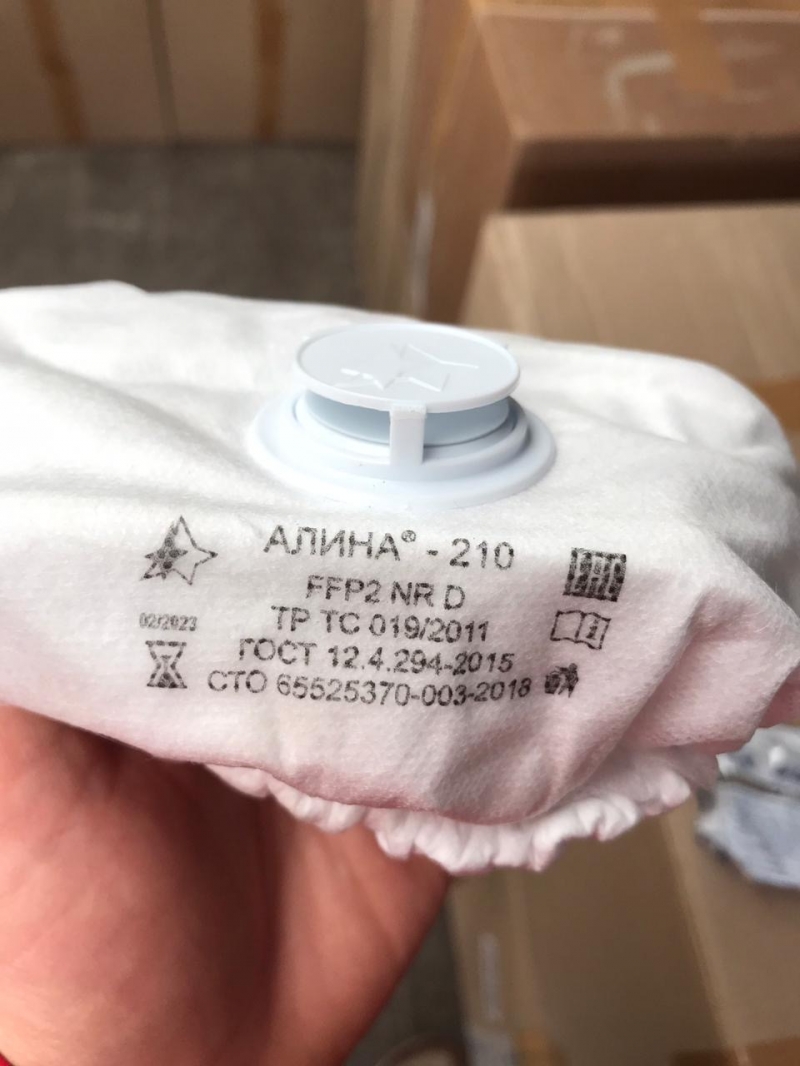 АЛИНА® - 210
FFP2 NR D
ТР ТС 019/2011
ГОСТ 12.4.294-2015
СТО 65525370-003-2018
02/2023
EAC
i